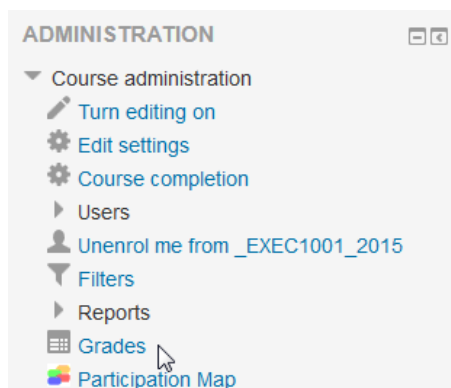 ADMINISTRATION
Course administration
Turn editing on
Edit settings
Course completion
Users
Unenrol me from _EXEC1001_2015
Filters
Reports
Grades
Participation Map